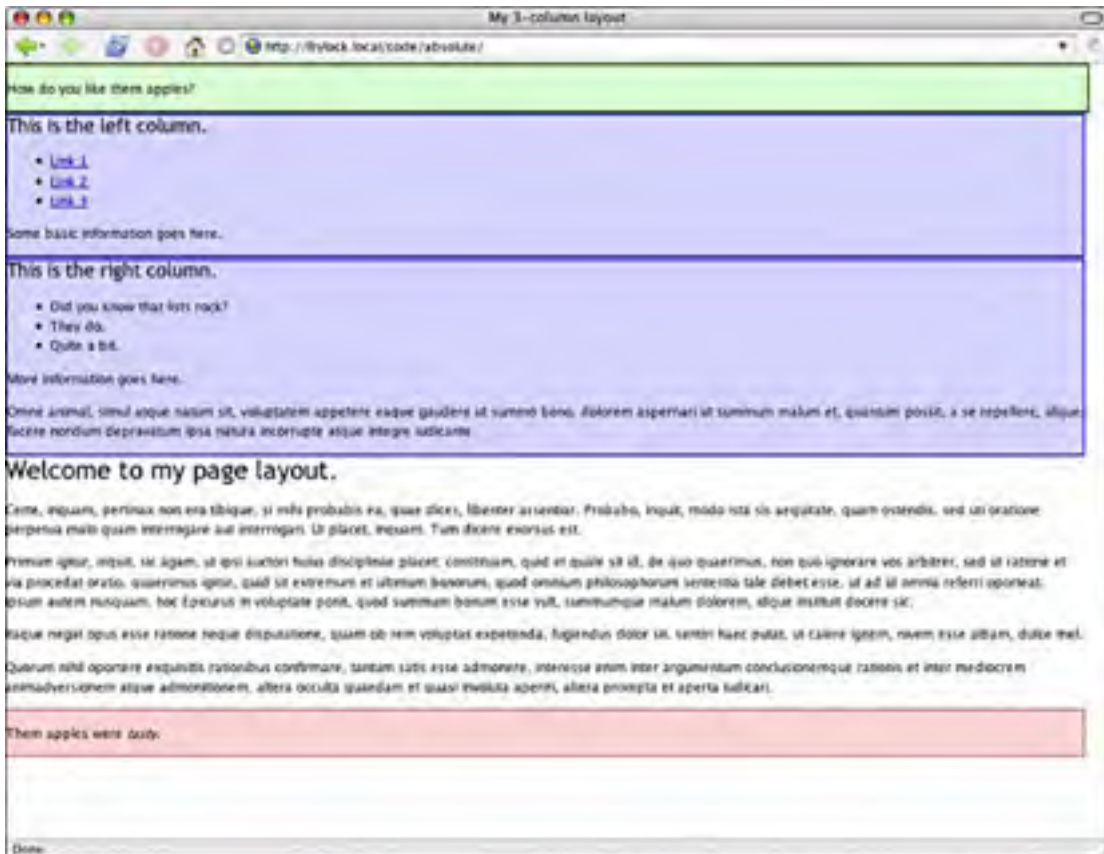 My 3-column layout
http://livlock.local/code/absolute/
How do you like them apples?
This is the left column.
Link 1
Link 2
Link 3
Some basic information goes here.
This is the right column.
Did you know that lists rock?
They do.
Quite a bit.
More information goes here.
Omne animal, simul atque natum sit, voluptatem appetere eaque gaudere ut summo bono, dolorem aspernari ut summum malum et, quantum possit, a se repellere, idque
facere nondum depravatum ipsa natura incorrupte atque integre iudicante
Welcome to my page layout.
Certe, inquam, pertinax non ero tibique, si mihi probabis ea, quae dices, libenter assentiar. Probabo, inquit, modo ista sis aequitate, quam ostendis. sed uti oratione
perpetua malo quam interrogare aut interrogari. Ut placet, inquam. Tum dicere exorsus est.
Primum igitur, inquit, sic agam, ut ipsi auctori huius disciplinae placet: constituam, quid et quale sit id, de quo quaerimus, non quo ignorare vos arbitrer, sed ut ratione et
via procedat oratio. quaerimus igitur, quid sit extremum et ultimum bonorum, quod omnium philosophorum sententia tale debet esse, ut ad id omnia referri oporteat,
ipsum autem nusquam. hoc Epicurus in voluptate ponit, quod summum bonum esse vult, summumque malum dolorem, idque instituit docere sic:
itaque negat opus esse ratione neque disputatione, quam ob rem voluptas expetenda, fugiendus dolor sit. sentiri haec putat, ut calere ignem, nivem esse albam, dulce mel.
Quorum nihil oportere exquisitis rationibus confirmare, tantum satis esse admonere. interesse enim inter argumentum conclusionemque rationis et inter mediocrem
animadversionem atque admonitionem. altera occulta quaedam et quasi involuta aperiri, altera prompta et aperta iudicari.
Them apples were
Done